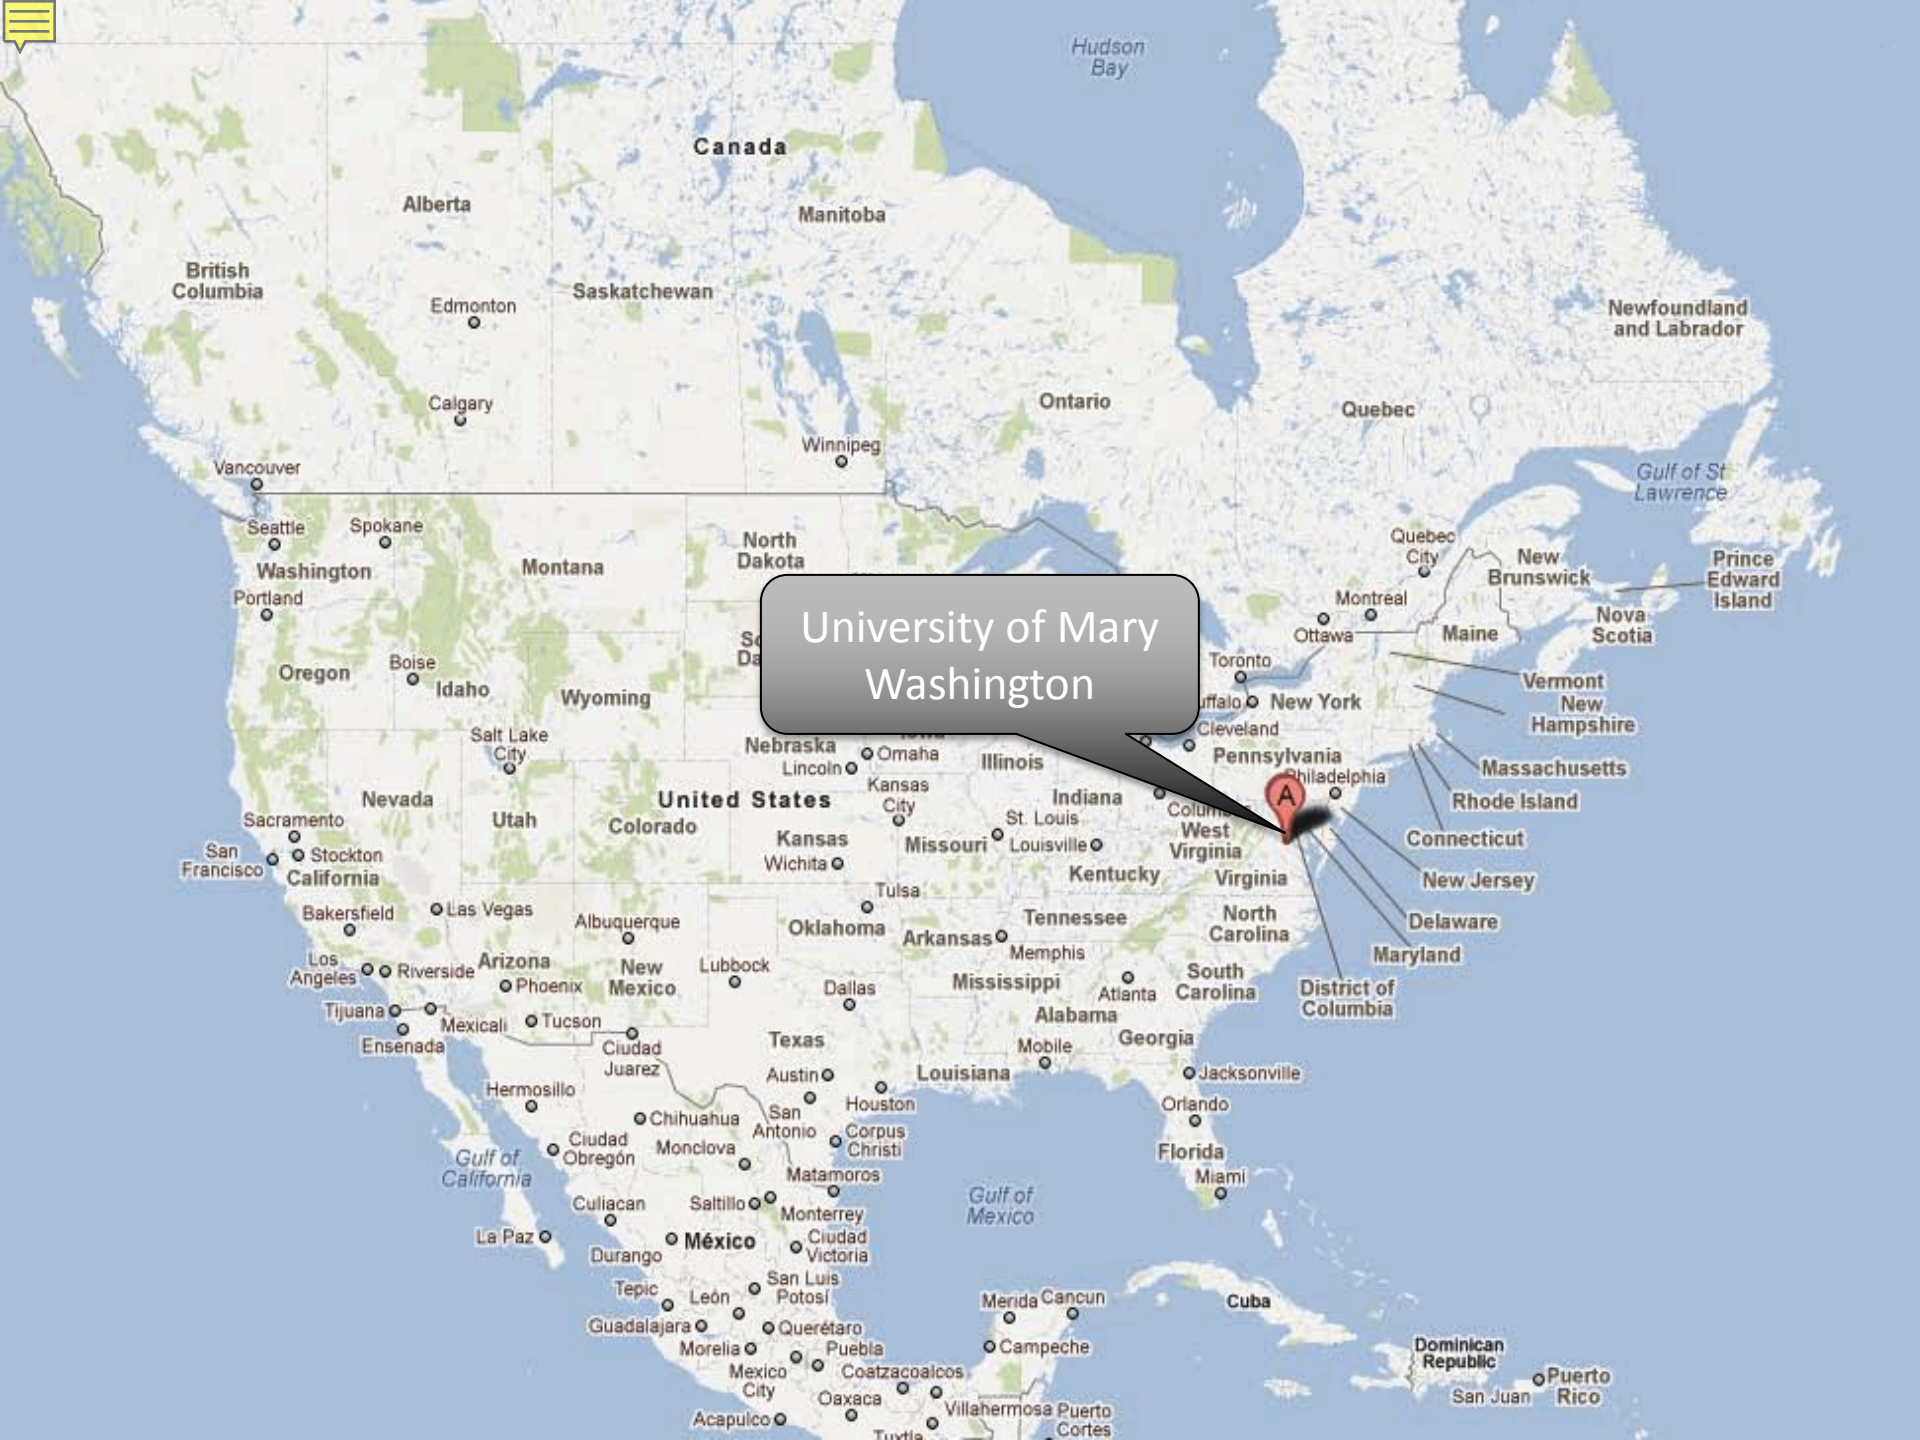 Hudson
Bay
Canada
Alberta
Manitoba
British
Columbia
Saskatchewan
Edmonton
Newfoundland
and Labrador
Calgary
Ontario
Quebec
Winnipeg
Vancouver
Gulf of St
Lawrence
Seattle
Spokane
North
Dakota
Quebec
City
New
Brunswick
Prince
Edward
Island
Washington
Montana
Portland
Montreal
Nova
Scotia
University of Mary
Washington
Ottawa
Maine
Oregon
Boise
Idaho
Wyoming
Toronto
Vermont
New
Hampshire
New York
Salt Lake
City
Cleveland
Nebraska
Omaha
Lincoln
Illinois
Pennsylvania
Massachusetts
Philadelphia
Nevada
United States
Kansas
City
Indiana
A
Rhode Island
Utah
Colorado
Sacramento
St. Louis
West
Virginia
Connecticut
Kansas
Missouri
Louisville
San
Francisco
Stockton
California
Wichita
Kentucky
Virginia
New Jersey
Tulsa
Bakersfield
Las Vegas
Albuquerque
Oklahoma
Arkansas
Tennessee
North
Carolina
Delaware
Memphis
Maryland
Los
Angeles
Riverside
Arizona
Phoenix
New
Mexico
Lubbock
Dallas
Mississippi
Atlanta
South
Carolina
District of
Columbia
Tijuana
Mexicali
Tucson
Alabama
Ensenada
Ciudad
Juarez
Texas
Mobile
Georgia
Austin
Louisiana
Jacksonville
Hermosillo
Chihuahua
San
Antonio
Houston
Orlando
Ciudad
Obregón
Monclova
Corpus
Christi
Florida
Gulf of
California
Matamoros
Miami
Culiacan
Saltillo
Monterrey
Gulf of
Mexico
La Paz
Durango
México
Ciudad
Victoria
Tepic
León
San Luis
Potosí
Merida
Cancun
Cuba
Guadalajara
Querétaro
Morelia
Puebla
Campeche
Dominican
Republic
Mexico
City
Coatzacoalcos
San Juan
Puerto
Rico
Oaxaca
Villahermosa
Puerto
Cortes
Acapulco